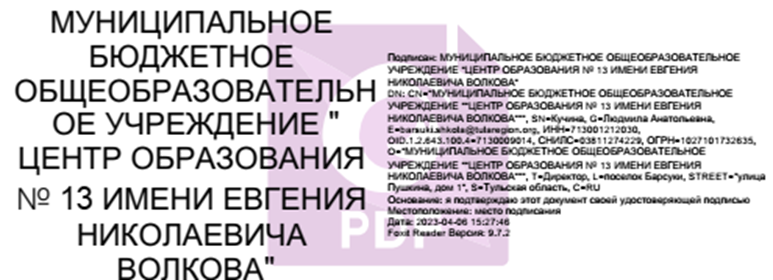 МУНИЦИПАЛЬНОЕ
БЮДЖЕТНОЕ
ОБЩЕОБРАЗОВАТЕЛЬН
ОЕ УЧРЕЖДЕНИЕ "
ЦЕНТР ОБРАЗОВАНИЯ
№ 13 ИМЕНИ ЕВГЕНИЯ
НИКОЛАЕВИЧА
ВОЛКОВА"
Подписан: МУНИЦИПАЛЬНОЕ БЮДЖЕТНОЕ ОБЩЕОБРАЗОВАТЕЛЬНОЕ
УЧРЕЖДЕНИЕ "ЦЕНТР ОБРАЗОВАНИЯ № 13 ИМЕНИ ЕВГЕНИЯ
НИКОЛАЕВИЧА ВОЛКОВА"
DN: CN="МУНИЦИПАЛЬНОЕ БЮДЖЕТНОЕ ОБЩЕОБРАЗОВАТЕЛЬНОЕ
УЧРЕЖДЕНИЕ ""ЦЕНТР ОБРАЗОВАНИЯ № 13 ИМЕНИ ЕВГЕНИЯ
НИКОЛАЕВИЧА ВОЛКОВА""", SN=Кучина, G=Людмила Анатольевна,
E=barsuki.shkola@tularegion.org, ИНН=713001212030,
OID.1.2.643.100.4=7130009014, СНИЛС=03811274229, ОГРН=1027101732635,
O="МУНИЦИПАЛЬНОЕ БЮДЖЕТНОЕ ОБЩЕОБРАЗОВАТЕЛЬНОЕ
УЧРЕЖДЕНИЕ ""ЦЕНТР ОБРАЗОВАНИЯ № 13 ИМЕНИ ЕВГЕНИЯ
НИКОЛАЕВИЧА ВОЛКОВА""", T=Директор, L=поселок Барсуки, STREET="улица
Пушкина, дом 1", S=Тульская область, C=RU
Основание: я подтверждаю этот документ своей удостоверяющей подписью
Местоположение: место подписания
Дата: 2023-04-06 15:27:46
Foxit Reader Версия: 9.7.2
PDF